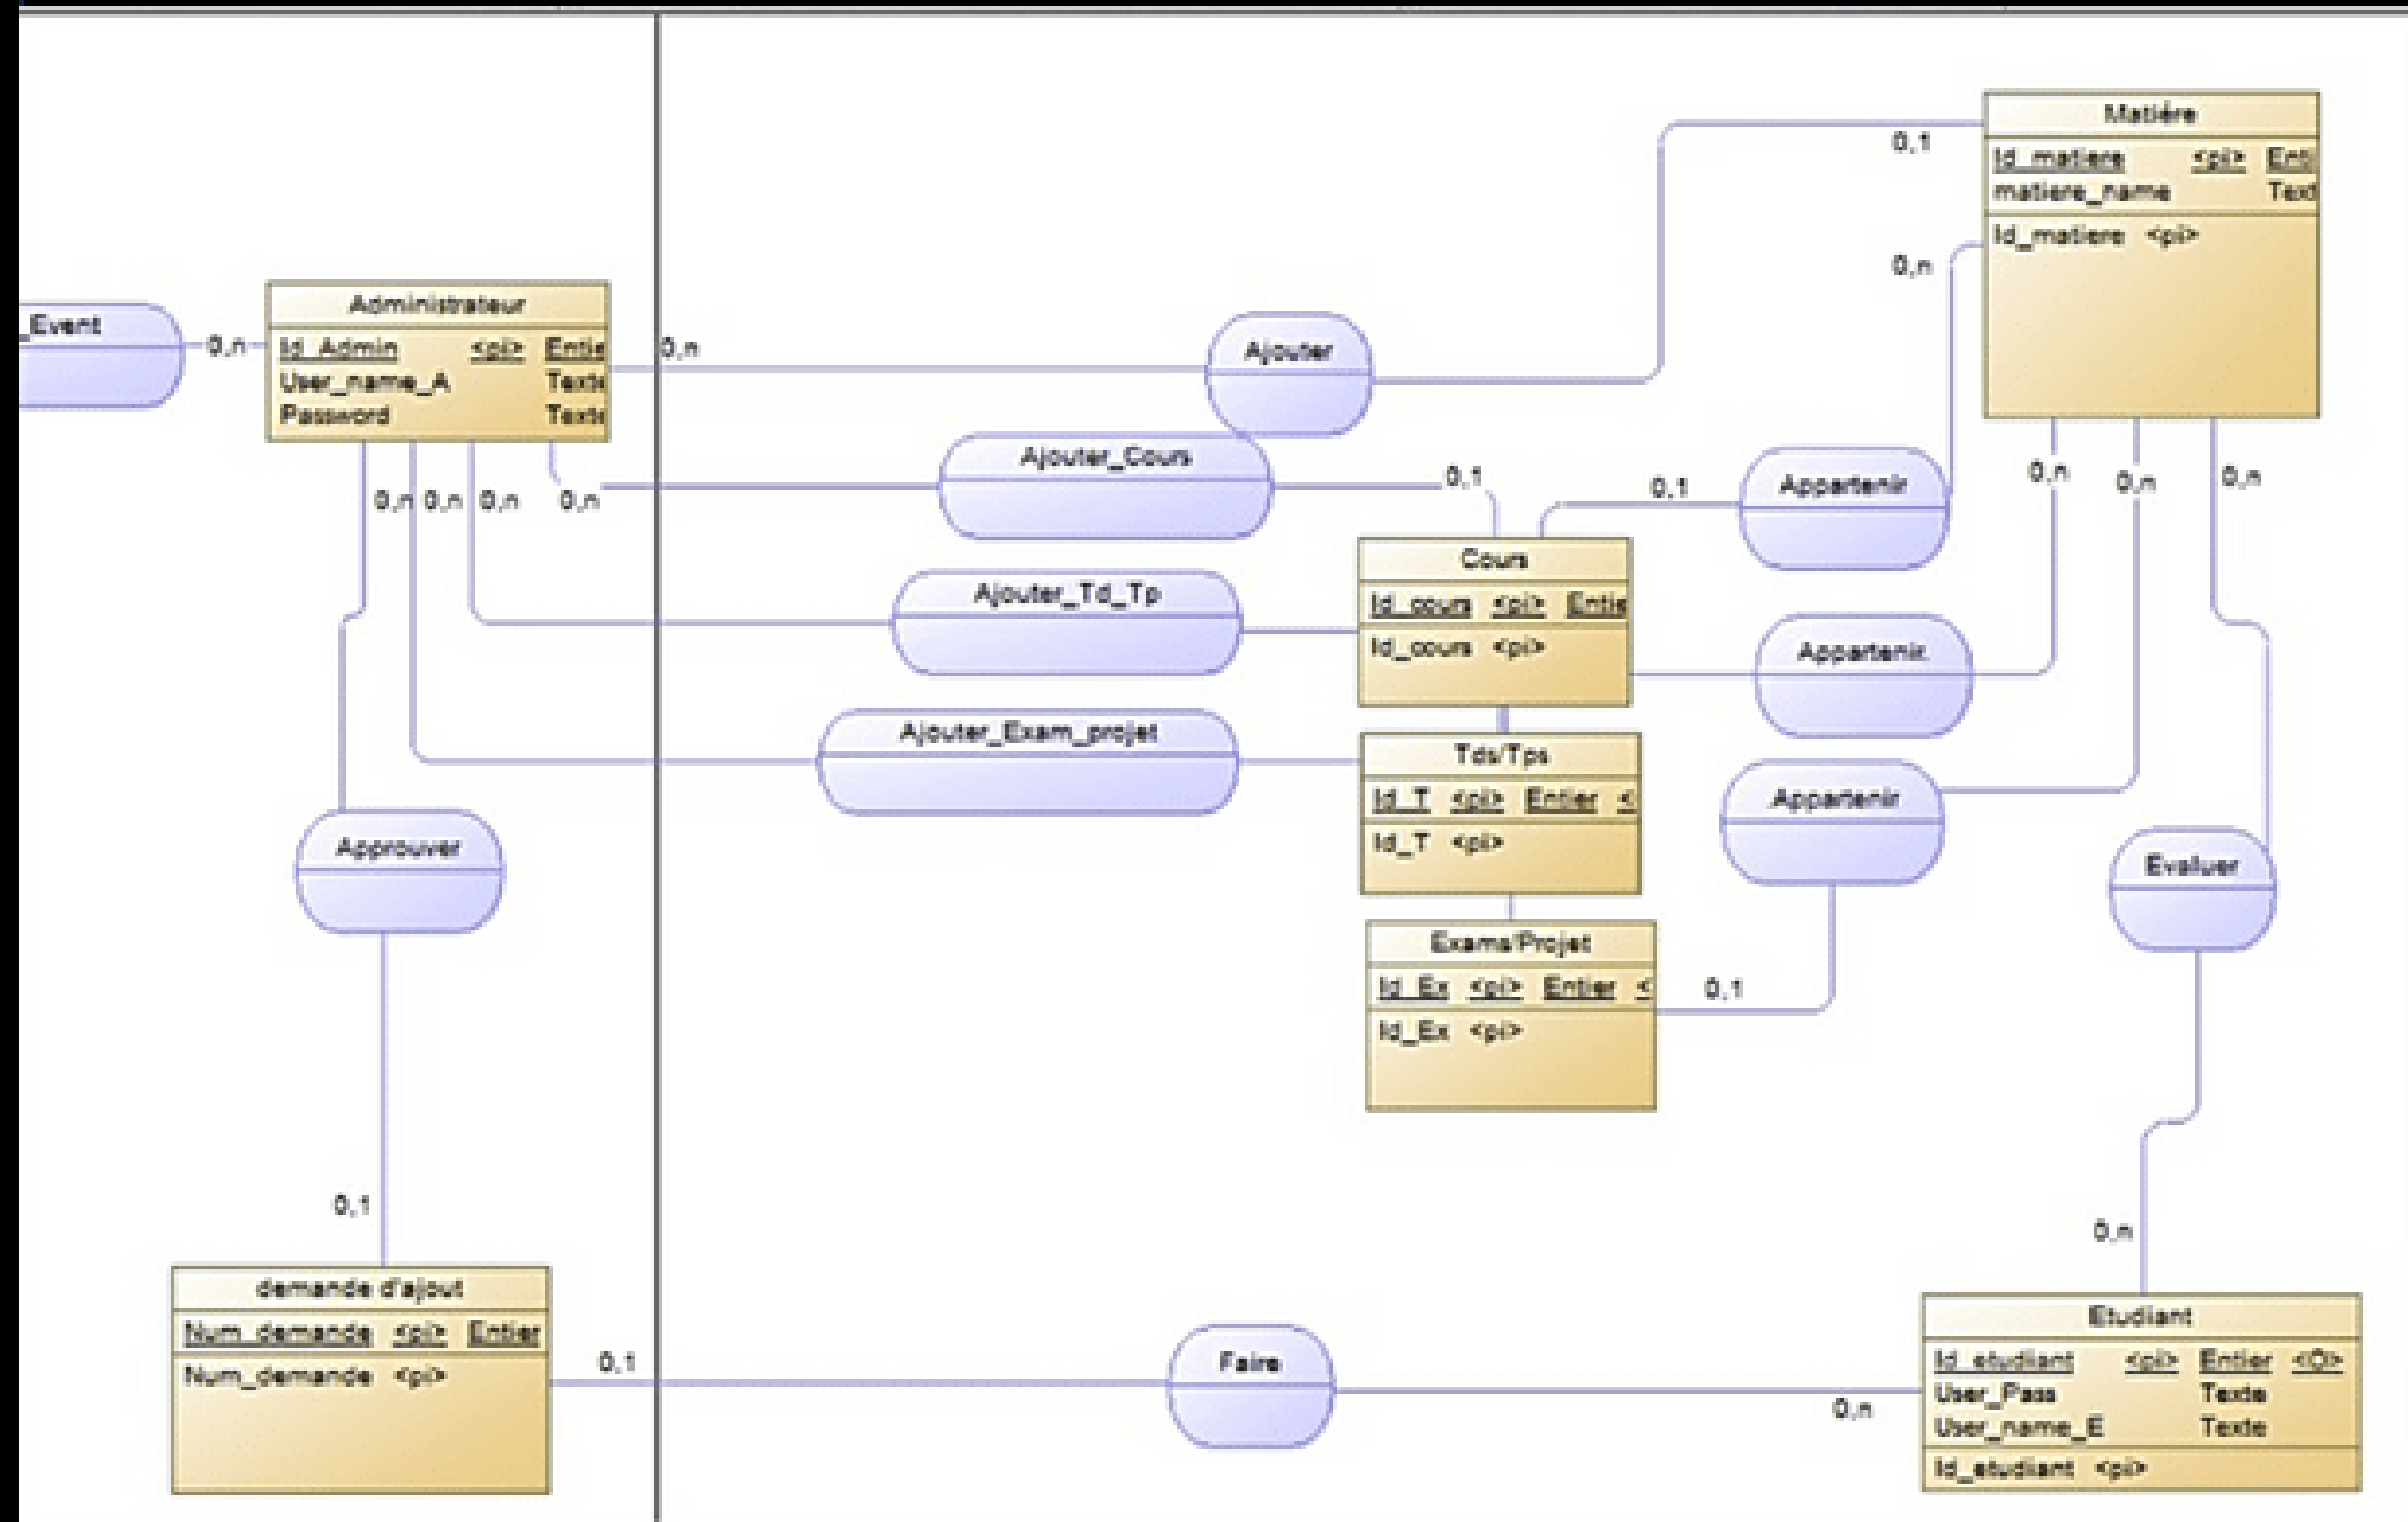 Matiére
0,1
Id_matiere <pi> Enti
matiere_name Text
Id_matiere <pi>
0,n
Administrateur
_Event
0,n
Id_Admin <pi> Entie
User_name_A Texte
Password Texte
0,n
Ajouter
0,n 0,n 0,n 0,n
Ajouter_Cours
0,1
0,1
Appartenir
0,n
0,n
0,n
Cours
Id_cours <pi> Entie
Id_cours <pi>
Ajouter_Td_Tp
Appartenir.
Ajouter_Exam_projet
Tds/Tps
Id_T <pi> Entier <
Id_T <pi>
.Appartenir
Approuver
Evaluer
Exams/Projet
Id_Ex <pi> Entier <
Id_Ex <pi>
0,1
0,1
0,n
demande d'ajout
Num_demande <pi> Entier
Num_demande <pi>
0,1
Faire
0,n
Etudiant
Id_etudiant <pi> Entier <O>
User_Pass Texte
User_name_E Texte
Id_etudiant <pi>